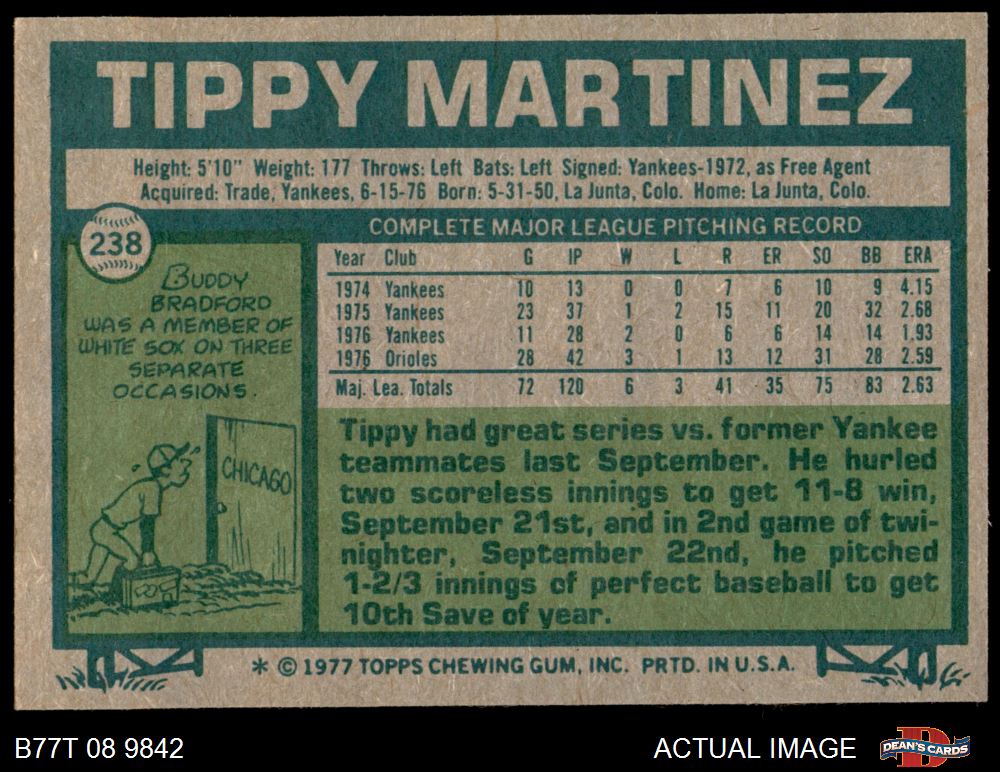 TIPPY MARTINEZ
Height: 5'10" Weight: 177 Throws: Left Bats: Left Signed: Yankees-1972, as Free Agent
Acquired: Trade, Yankees, 6-15-76 Born: 5-31-50, La Junta, Colo. Home: La Junta, Colo.
238
BUDDY
BRADFORD
WAS A MEMBER OF
WHITE SOX ON THREE
SEPARATE
OCCASIONS.
CHICAGO
COMPLETE MAJOR LEAGUE PITCHING RECORD
Year Club G IP W L R ER SO BB ERA
1974 Yankees 10 13 0 0 7 6 10 9 4.15
1975 Yankees 23 37 1 2 15 11 20 32 2.68
1976 Yankees 11 28 2 0 6 6 14 14 1.93
1976 Orioles 28 42 3 1 13 12 31 28 2.59
Maj. Lea. Totals 72 120 6 3 41 35 75 83 2.63
Tippy had great series vs. former Yankee
teammates last September. He hurled
two scoreless innings to get 11-8 win,
September 21st, and in 2nd game of twi-
nighter, September 22nd, he pitched
1-2/3 innings of perfect baseball to get
10th Save of year.
* © 1977 TOPPS CHEWING GUM, INC. PRTD. IN U.S.A.
B77T 08 9842
ACTUAL IMAGE
D
DEAN'S CARDS